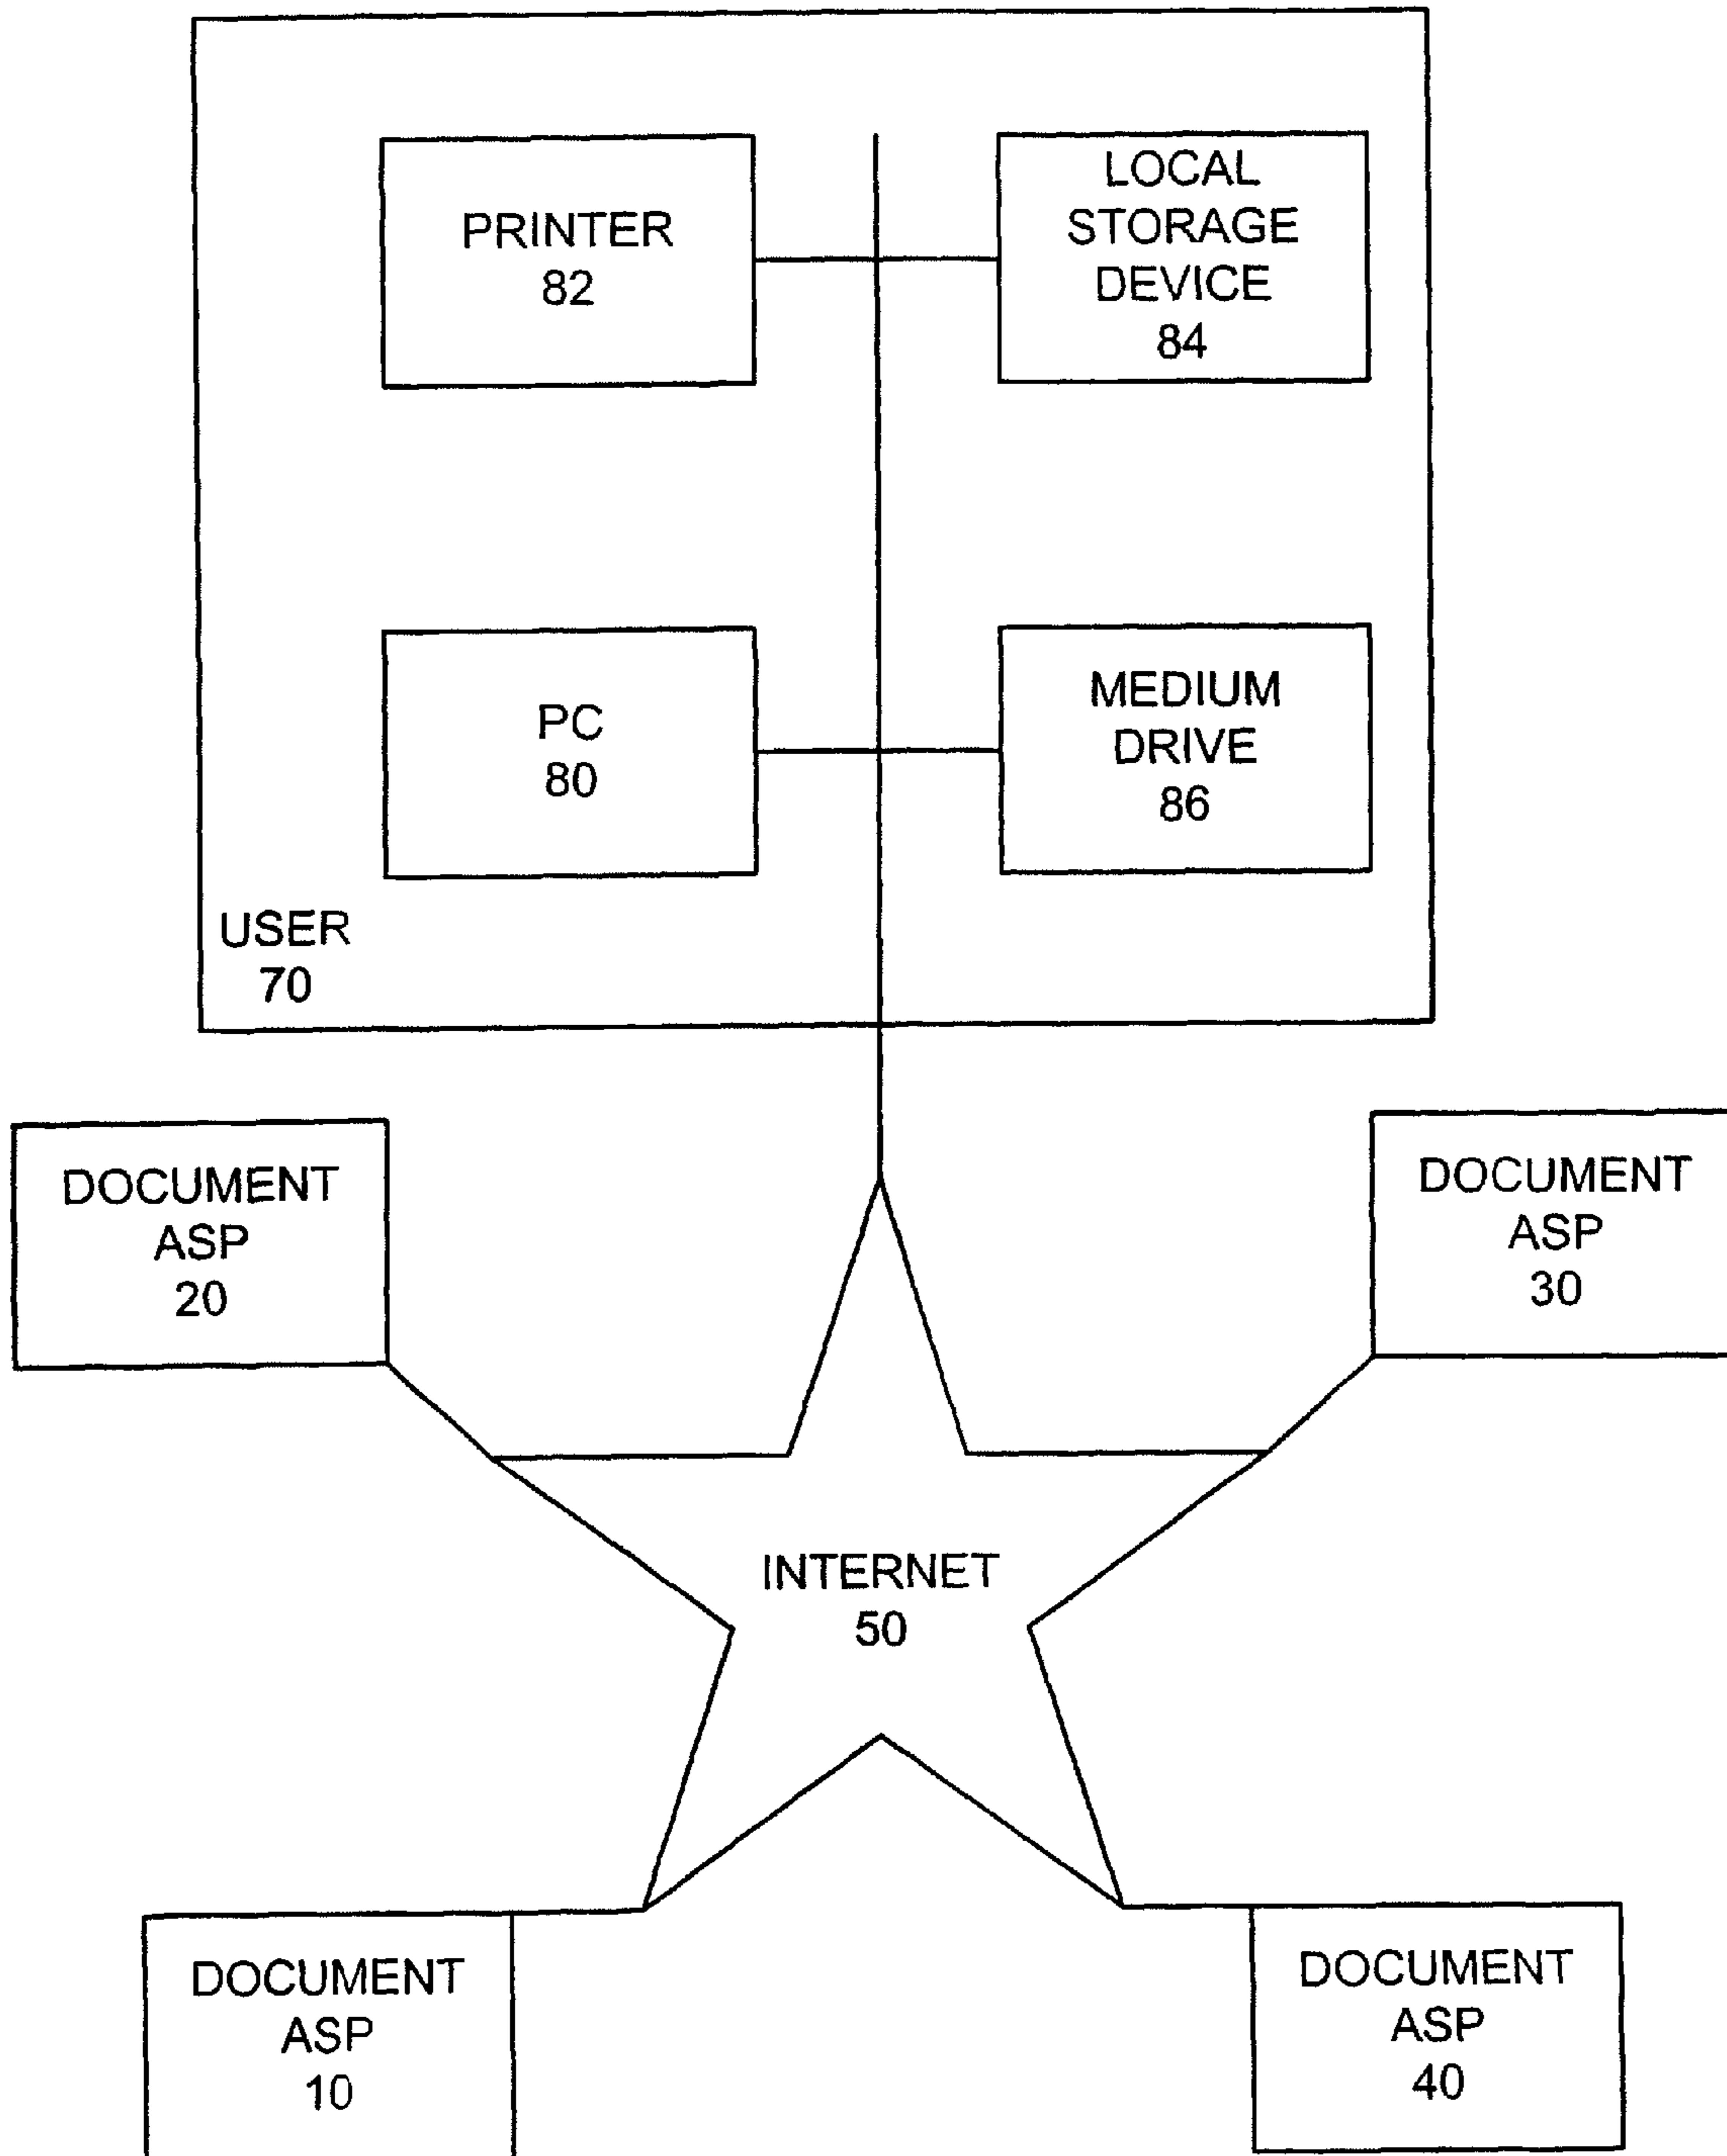 PRINTER
82
LOCAL
STORAGE
DEVICE
84
PC
80
MEDIUM
DRIVE
86
USER
70
DOCUMENT
ASP
20
DOCUMENT
ASP
30
INTERNET
50
DOCUMENT
ASP
10
DOCUMENT
ASP
40